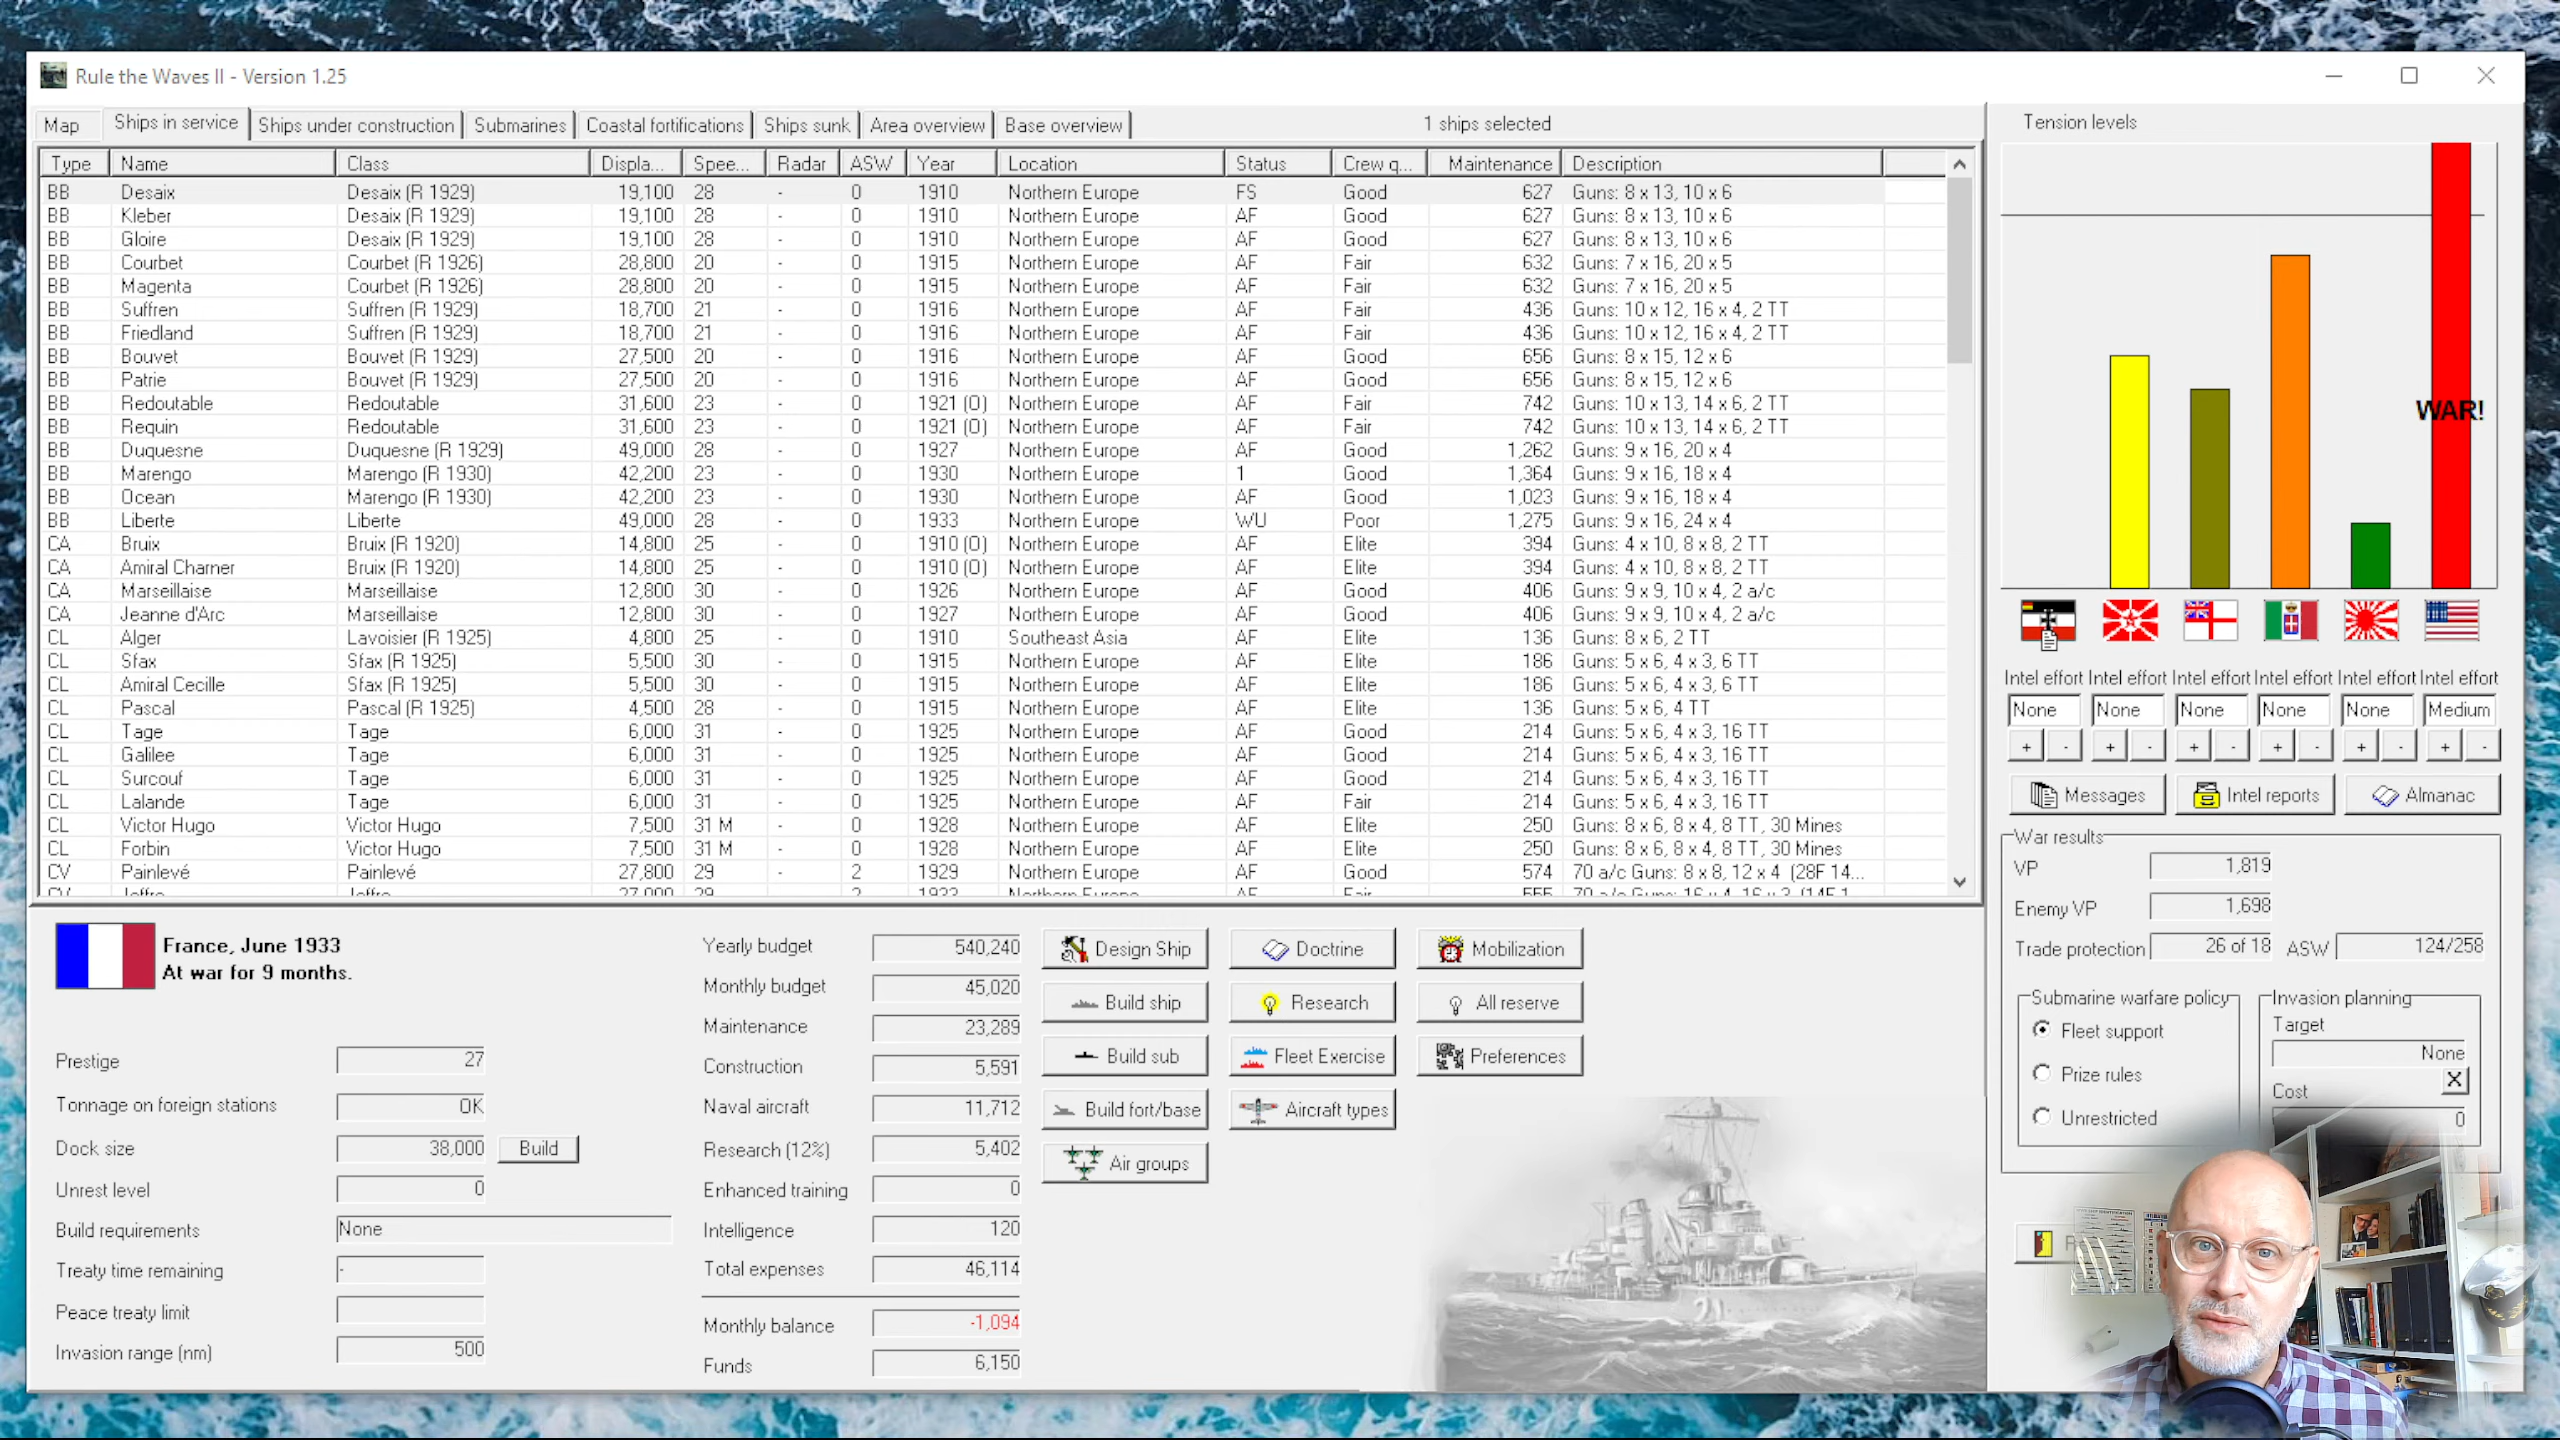 Rule the Waves II - Version 1.25
Map Ships in service Ships under construction Submarines Coastal fortifications Ships sunk Area overview Base overview 1 ships selected
Type Name Class Displa... Spee... Radar ASW Year Location Status Crew q... Maintenance Description
BB Desaix Desaix (R 1929) 19,100 28 - 0 1910 Northern Europe FS Good 627 Guns: 8 x 13, 10 x 6
BB Kleber Desaix (R 1929) 19,100 28 - 0 1910 Northern Europe AF Good 627 Guns: 8 x 13, 10 x 6
BB Gloire Desaix (R 1929) 19,100 28 - 0 1910 Northern Europe AF Good 627 Guns: 8 x 13, 10 x 6
BB Courbet Courbet (R 1926) 28,800 20 - 0 1915 Northern Europe AF Fair 632 Guns: 7 x 16, 20 x 5
BB Magenta Courbet (R 1926) 28,800 20 - 0 1915 Northern Europe AF Fair 632 Guns: 7 x 16, 20 x 5
BB Suffren Suffren (R 1929) 18,700 21 - 0 1916 Northern Europe AF Fair 436 Guns: 10 x 12, 16 x 4, 2 TT
BB Friedland Suffren (R 1929) 18,700 21 - 0 1916 Northern Europe AF Fair 436 Guns: 10 x 12, 16 x 4, 2 TT
BB Bouvet Bouvet (R 1929) 27,500 20 - 0 1916 Northern Europe AF Good 656 Guns: 8 x 15, 12 x 6
BB Patrie Bouvet (R 1929) 27,500 20 - 0 1916 Northern Europe AF Good 656 Guns: 8 x 15, 12 x 6
BB Redoutable Redoutable 31,600 23 - 0 1921 (O) Northern Europe AF Fair 742 Guns: 10 x 13, 14 x 6, 2 TT
BB Requin Redoutable 31,600 23 - 0 1921 (O) Northern Europe AF Fair 742 Guns: 10 x 13, 14 x 6, 2 TT
BB Duquesne Duquesne (R 1929) 49,000 28 - 0 1927 Northern Europe AF Good 1,262 Guns: 9 x 16, 20 x 4
BB Marengo Marengo (R 1930) 42,200 23 - 0 1930 Northern Europe 1 Good 1,364 Guns: 9 x 16, 18 x 4
BB Ocean Marengo (R 1930) 42,200 23 - 0 1930 Northern Europe AF Good 1,023 Guns: 9 x 16, 18 x 4
BB Liberte Liberte 49,000 28 - 0 1933 Northern Europe WU Poor 1,275 Guns: 9 x 16, 24 x 4
CA Bruix Bruix (R 1920) 14,800 25 - 0 1910 (O) Northern Europe AF Elite 394 Guns: 4 x 10, 8 x 8, 2 TT
CA Amiral Charner Bruix (R 1920) 14,800 25 - 0 1910 (O) Northern Europe AF Elite 394 Guns: 4 x 10, 8 x 8, 2 TT
CA Marseillaise Marseillaise 12,800 30 - 0 1926 Northern Europe AF Good 406 Guns: 9 x 9, 10 x 4, 2 a/c
CA Jeanne d'Arc Marseillaise 12,800 30 - 0 1927 Northern Europe AF Good 406 Guns: 9 x 9, 10 x 4, 2 a/c
CL Alger Lavoisier (R 1925) 4,800 25 - 0 1910 Southeast Asia AF Elite 136 Guns: 8 x 6, 2 TT
CL Sfax Sfax (R 1925) 5,500 30 - 0 1915 Northern Europe AF Elite 186 Guns: 5 x 6, 4 x 3, 6 TT
CL Amiral Cecille Sfax (R 1925) 5,500 30 - 0 1915 Northern Europe AF Elite 186 Guns: 5 x 6, 4 x 3, 6 TT
CL Pascal Pascal (R 1925) 4,500 28 - 0 1915 Northern Europe AF Elite 136 Guns: 5 x 6, 4 TT
CL Tage Tage 6,000 31 - 0 1925 Northern Europe AF Good 214 Guns: 5 x 6, 4 x 3, 16 TT
CL Galilee Tage 6,000 31 - 0 1925 Northern Europe AF Good 214 Guns: 5 x 6, 4 x 3, 16 TT
CL Surcouf Tage 6,000 31 - 0 1925 Northern Europe AF Good 214 Guns: 5 x 6, 4 x 3, 16 TT
CL Lalande Tage 6,000 31 - 0 1925 Northern Europe AF Fair 214 Guns: 5 x 6, 4 x 3, 16 TT
CL Victor Hugo Victor Hugo 7,500 31 M - 0 1928 Northern Europe AF Elite 250 Guns: 8 x 6, 8 x 4, 8 TT, 30 Mines
CL Forbin Victor Hugo 7,500 31 M - 0 1928 Northern Europe AF Elite 250 Guns: 8 x 6, 8 x 4, 8 TT, 30 Mines
CV Painlevé Painlevé 27,800 29 - 2 1929 Northern Europe AF Good 574 70 a/c Guns: 8 x 8, 12 x 4 (28F 14...
CV Joffre Joffre 27,000 29 - 2 1933 Northern Europe AF Fair 555 70 a/c Guns: 16 x 4, 16 x 3 (14F 1
Tension levels
WAR!
Intel effort Intel effort Intel effort Intel effort Intel effort Intel effort
None None None None None Medium
+ - + - + - + - + - + -
Messages Intel reports Almanac
War results
VP 1,819
Enemy VP 1,698
Trade protection 26 of 18 ASW 124/258
Submarine warfare policy
Fleet support
Prize rules
Unrestricted
Invasion planning
Target
None
Cost X
0
France, June 1933
At war for 9 months.
Prestige 27
Tonnage on foreign stations OK
Dock size 38,000 Build
Unrest level 0
Build requirements None
Treaty time remaining -
Peace treaty limit
Invasion range (nm) 500
Yearly budget 540,240
Monthly budget 45,020
Maintenance 23,289
Construction 5,591
Naval aircraft 11,712
Research (12%) 5,402
Enhanced training 0
Intelligence 120
Total expenses 46,114
Monthly balance -1,094
Funds 6,150
Design Ship Doctrine Mobilization
Build ship Research All reserve
Build sub Fleet Exercise Preferences
Build fort/base Aircraft types
Air groups